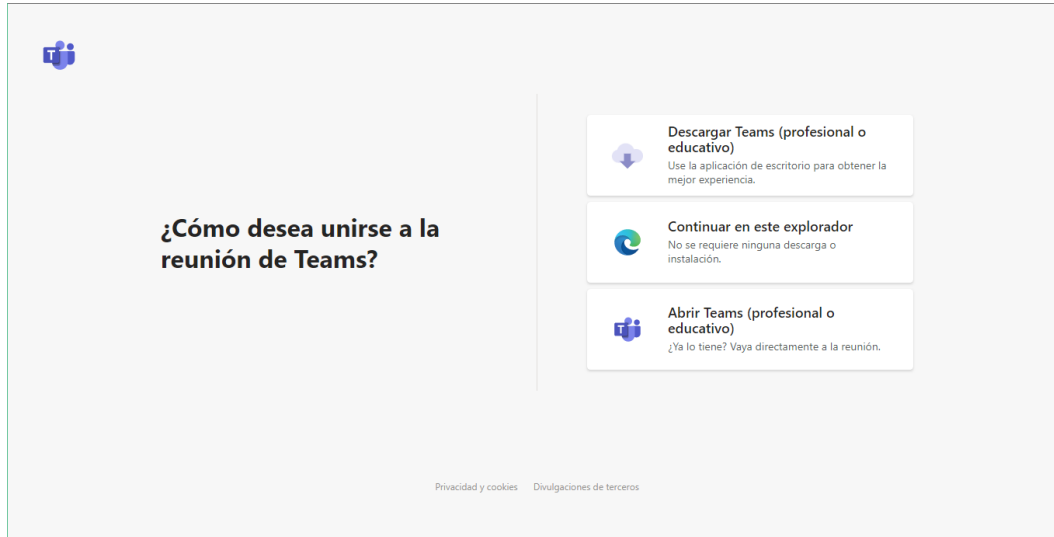 ¿Cómo desea unirse a la
reunión de Teams?
Descargar Teams (profesional o
educativo)
Use la aplicación de escritorio para obtener la
mejor experiencia.
Continuar en este explorador
No se requiere ninguna descarga o
instalación.
Abrir Teams (profesional o
educativo)
¿Ya lo tiene? Vaya directamente a la reunión.
Privacidad y cookies Divulgaciones de terceros